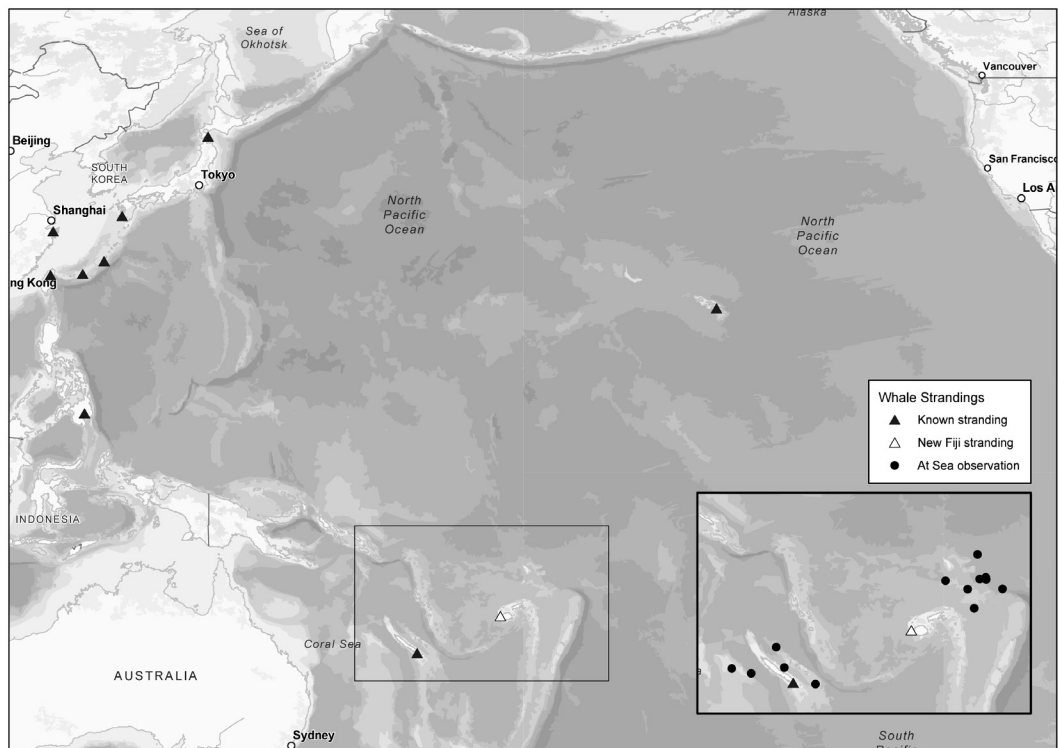 Alaska
Sea of
Okhotsk
Vancouver
Beijing
San Francisco
SOUTH
KOREA
Tokyo
Los A
Shanghai
North
Pacific
Ocean
North
Pacific
Ocean
ng Kong
Whale Strandings
Known stranding
New Fiji stranding
At Sea observation
INDONESIA
Coral Sea
a
AUSTRALIA
Sydney
South
Pacific